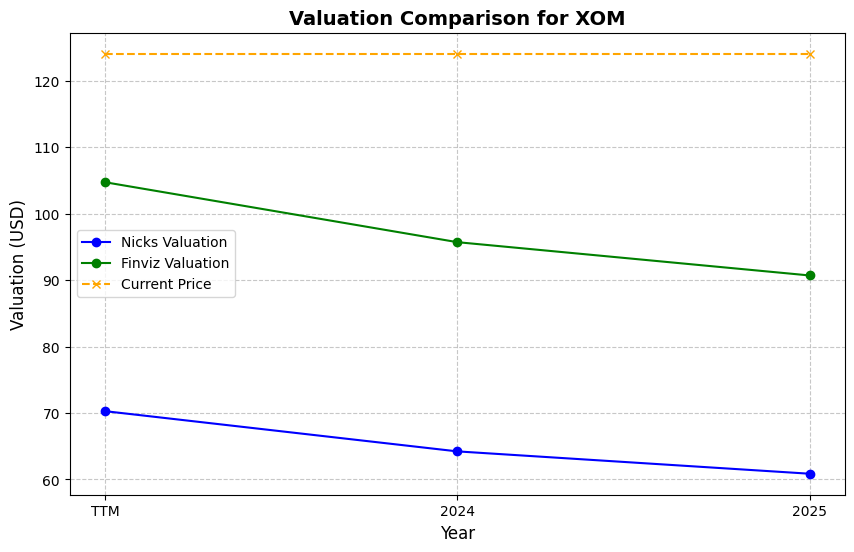 Valuation Comparison for XOM
Valuation (USD)
120
110
100
90
80
70
60
Nicks Valuation
Finviz Valuation
Current Price
TTM
2024
2025
Year